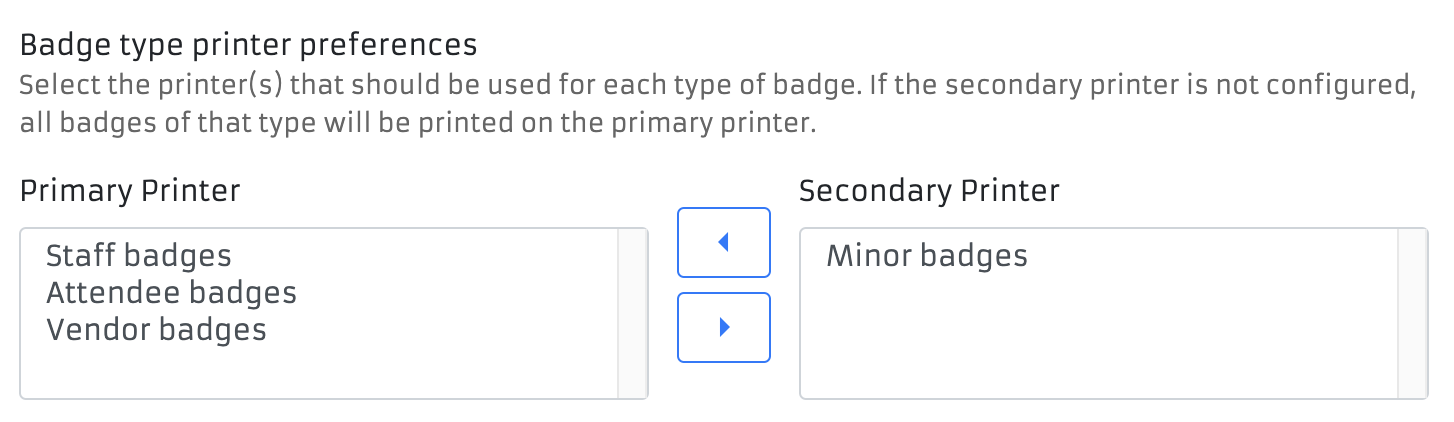 Badge type printer preferences
Select the printer(s) that should be used for each type of badge. If the secondary printer is not configured,
all badges of that type will be printed on the primary printer.
Primary Printer
Staff badges
Attendee badges
Vendor badges
Secondary Printer
Minor badges